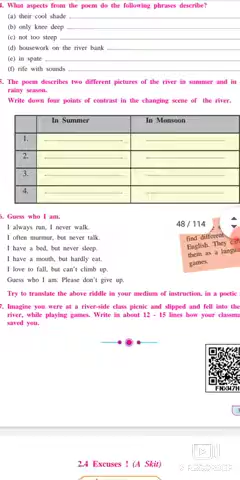 4. What aspects from the poem do the following phrases describe?
(a) their cool shade
(b) only knee deep
(c) not too steep
(d) housework on the river bank
(e) in spate
(f) rife with sounds
5. The poem describes two different pictures of the river in summer and in
rainy season.
Write down four points of contrast in the changing scene of the river.
In Summer In Monsoon
1.
2.
3.
4.
6. Guess who I am.
I always run, I never walk.
I often murmur, but never talk.
I have a bed, but never sleep.
I have a mouth, but hardly eat.
I love to fall, but can't climb up.
Guess who I am. Please don't give up.
48 / 114
find different
English. They
them as a langu
games.
Try to translate the above riddle in your medium of instruction, in a poetic
7. Imagine you were at a river-side class picnic and slipped and fell into the
river, while playing games. Write in about 12 - 15 lines how your classm
saved you.
2.4 Excuses ! (A Skit)